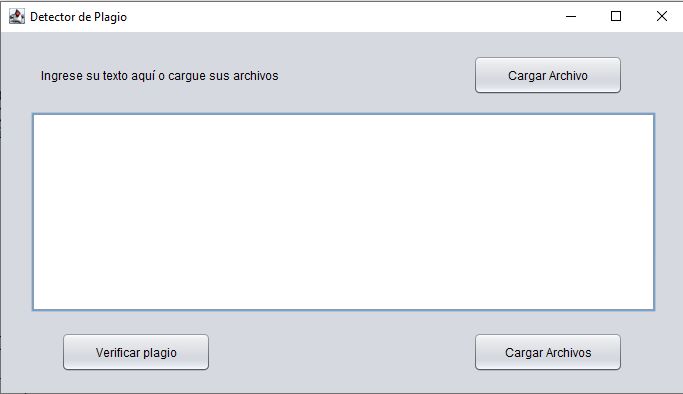 Detector de Plagio
Ingrese su texto aquí o cargue sus archivos
Cargar Archivo
Verificar plagio
Cargar Archivos